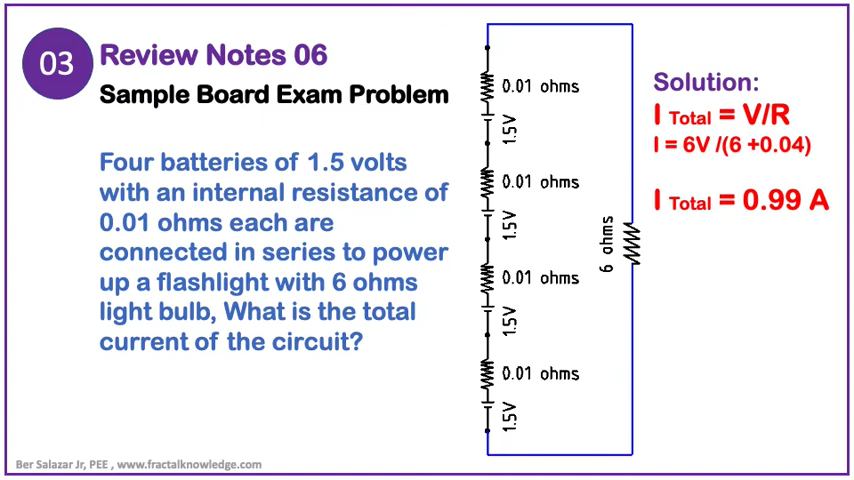 03
Review Notes 06
Sample Board Exam Problem
Four batteries of 1.5 volts
with an internal resistance of
0.01 ohms each are
connected in series to power
up a flashlight with 6 ohms
light bulb, What is the total
current of the circuit?
0.01 ohms
1.5V
0.01 ohms
1.5V
0.01 ohms
1.5V
0.01 ohms
1.5V
6 ohms
Solution:
I Total = V/R
I = 6V /(6 +0.04)
I Total = 0.99 A
Ber Salazar Jr, PEE , www.fractalknowledge.com